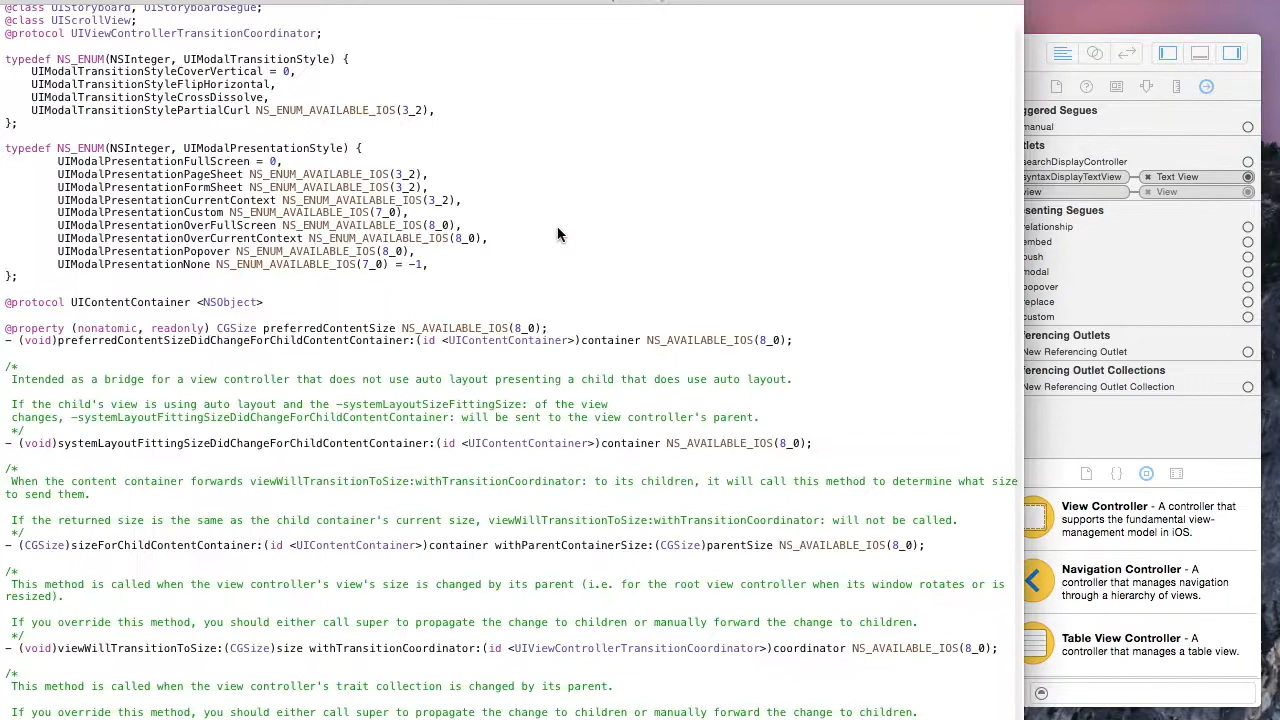 @class UIStoryboard, UIStoryboardSegue;
@class UIScrollView;
@protocol UIViewControllerTransitionCoordinator;
typedef NS_ENUM(NSInteger, UIModalTransitionStyle) {
UIModalTransitionStyleCoverVertical = 0,
UIModalTransitionStyleFlipHorizontal,
UIModalTransitionStyleCrossDissolve,
UIModalTransitionStylePartialCurl NS_ENUM_AVAILABLE_IOS(3_2),
};
typedef NS_ENUM(NSInteger, UIModalPresentationStyle) {
UIModalPresentationFullScreen = 0,
UIModalPresentationPageSheet NS_ENUM_AVAILABLE_IOS(3_2),
UIModalPresentationFormSheet NS_ENUM_AVAILABLE_IOS(3_2),
UIModalPresentationCurrentContext NS_ENUM_AVAILABLE_IOS(3_2),
UIModalPresentationCustom NS_ENUM_AVAILABLE_IOS(7_0),
UIModalPresentationOverFullScreen NS_ENUM_AVAILABLE_IOS(8_0),
UIModalPresentationOverCurrentContext NS_ENUM_AVAILABLE_IOS(8_0),
UIModalPresentationPopover NS_ENUM_AVAILABLE_IOS(8_0),
UIModalPresentationNone NS_ENUM_AVAILABLE_IOS(7_0) = -1,
};
@protocol UIContentContainer <NSObject>
@property (nonatomic, readonly) CGSize preferredContentSize NS_AVAILABLE_IOS(8_0);
- (void)preferredContentSizeDidChangeForChildContentContainer:(id <UIContentContainer>)container NS_AVAILABLE_IOS(8_0);
/*
Intended as a bridge for a view controller that does not use auto layout presenting a child that does use auto layout.
If the child's view is using auto layout and the -systemLayoutSizeFittingSize: of the view
changes, -systemLayoutFittingSizeDidChangeForChildContentContainer: will be sent to the view controller's parent.
*/
- (void)systemLayoutFittingSizeDidChangeForChildContentContainer:(id <UIContentContainer>)container NS_AVAILABLE_IOS(8_0);
/*
When the content container forwards viewWillTransitionToSize:withTransitionCoordinator: to its children, it will call this method to determine what size
to send them.
If the returned size is the same as the child container's current size, viewWillTransitionToSize:withTransitionCoordinator: will not be called.
*/
- (CGSize)sizeForChildContentContainer:(id <UIContentContainer>)container withParentContainerSize:(CGSize)parentSize NS_AVAILABLE_IOS(8_0);
/*
This method is called when the view controller's view's size is changed by its parent (i.e. for the root view controller when its window rotates or is
resized).
If you override this method, you should either call super to propagate the change to children or manually forward the change to children.
*/
- (void)viewWillTransitionToSize:(CGSize)size withTransitionCoordinator:(id <UIViewControllerTransitionCoordinator>)coordinator NS_AVAILABLE_IOS(8_0);
/*
This method is called when the view controller's trait collection is changed by its parent.
If you override this method, you should either call super to propagate the change to children or manually forward the change to children.
ggered Segues
manual
tlets
searchDisplayController
syntaxDisplayTextView
Text View
view
View
senting Segues
relationship
embed
push
modal
popover
replace
custom
ferencing Outlets
New Referencing Outlet
ferencing Outlet Collections
New Referencing Outlet Collection
{}
View Controller - A controller that
supports the fundamental view-
management model in iOS.
Navigation Controller - A
controller that manages navigation
through a hierarchy of views.
Table View Controller - A
controller that manages a table view.